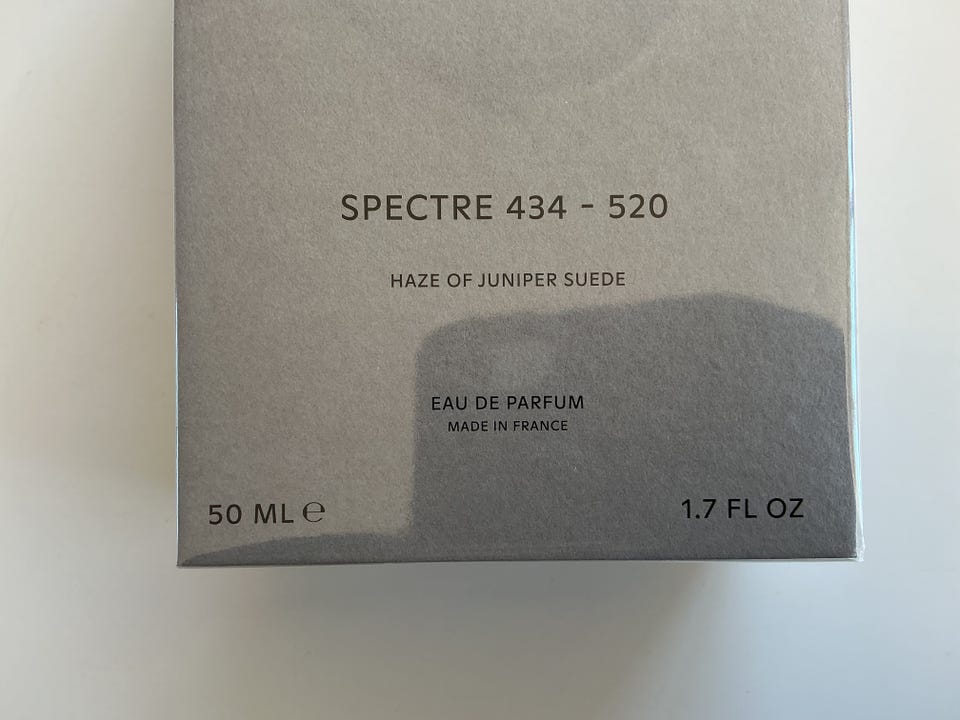 SPECTRE 434 - 520
HAZE OF JUNIPER SUEDE
EAU DE PARFUM
MADE IN FRANCE
50 ML ℮
1.7 FL OZ